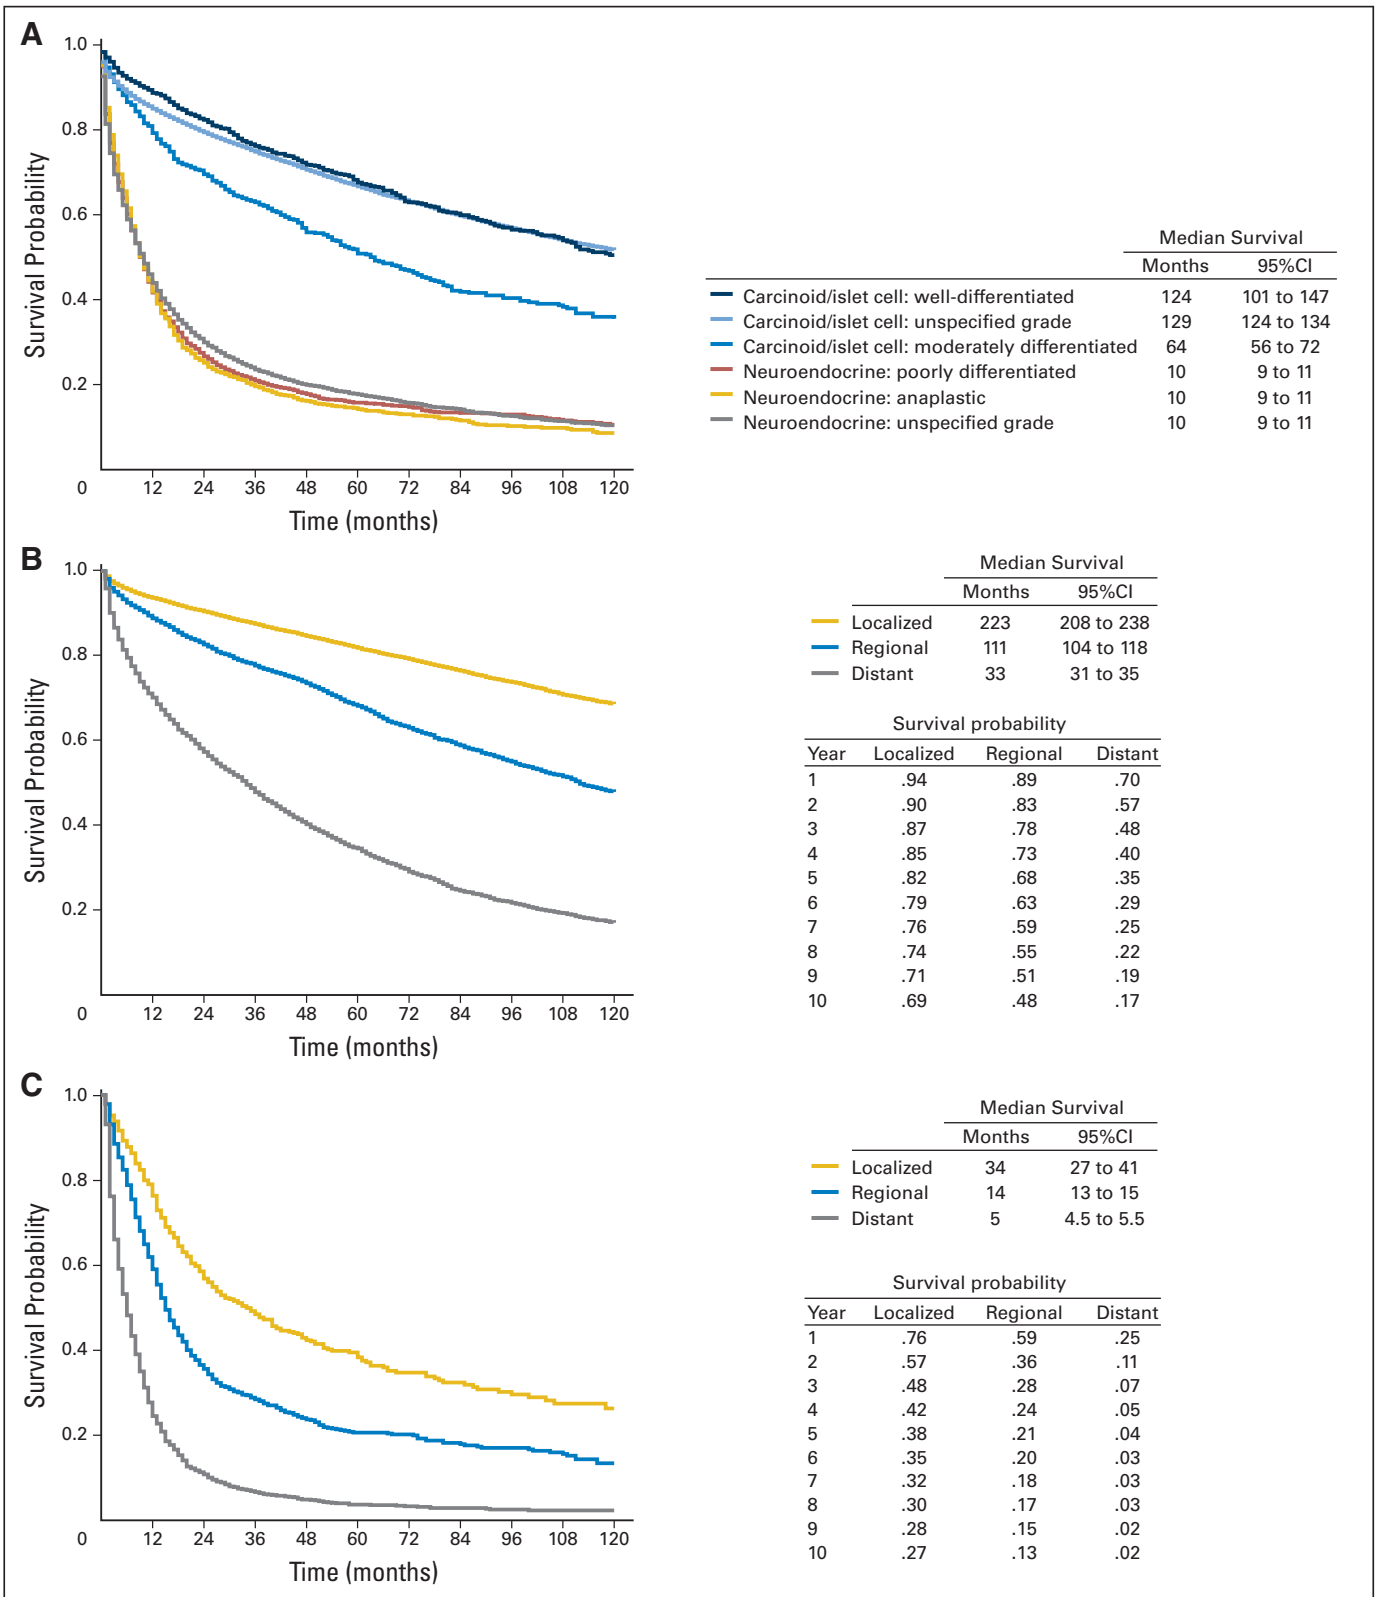 A
1.0
0.8
0.6
0.4
0.2
Survival Probability
0 12 24 36 48 60 72 84 96 108 120
Time (months)
Median Survival
Months 95%CI
Carcinoid/islet cell: well-differentiated 124 101 to 147
Carcinoid/islet cell: unspecified grade 129 124 to 134
Carcinoid/islet cell: moderately differentiated 64 56 to 72
Neuroendocrine: poorly differentiated 10 9 to 11
Neuroendocrine: anaplastic 10 9 to 11
Neuroendocrine: unspecified grade 10 9 to 11
B
1.0
0.8
0.6
0.4
0.2
Survival Probability
0 12 24 36 48 60 72 84 96 108 120
Time (months)
Median Survival
Months 95%CI
Localized 223 208 to 238
Regional 111 104 to 118
Distant 33 31 to 35
Survival probability
Year Localized Regional Distant
1 .94 .89 .70
2 .90 .83 .57
3 .87 .78 .48
4 .85 .73 .40
5 .82 .68 .35
6 .79 .63 .29
7 .76 .59 .25
8 .74 .55 .22
9 .71 .51 .19
10 .69 .48 .17
C
1.0
0.8
0.6
0.4
0.2
Survival Probability
0 12 24 36 48 60 72 84 96 108 120
Time (months)
Median Survival
Months 95%CI
Localized 34 27 to 41
Regional 14 13 to 15
Distant 5 4.5 to 5.5
Survival probability
Year Localized Regional Distant
1 .76 .59 .25
2 .57 .36 .11
3 .48 .28 .07
4 .42 .24 .05
5 .38 .21 .04
6 .35 .20 .03
7 .32 .18 .03
8 .30 .17 .03
9 .28 .15 .02
10 .27 .13 .02